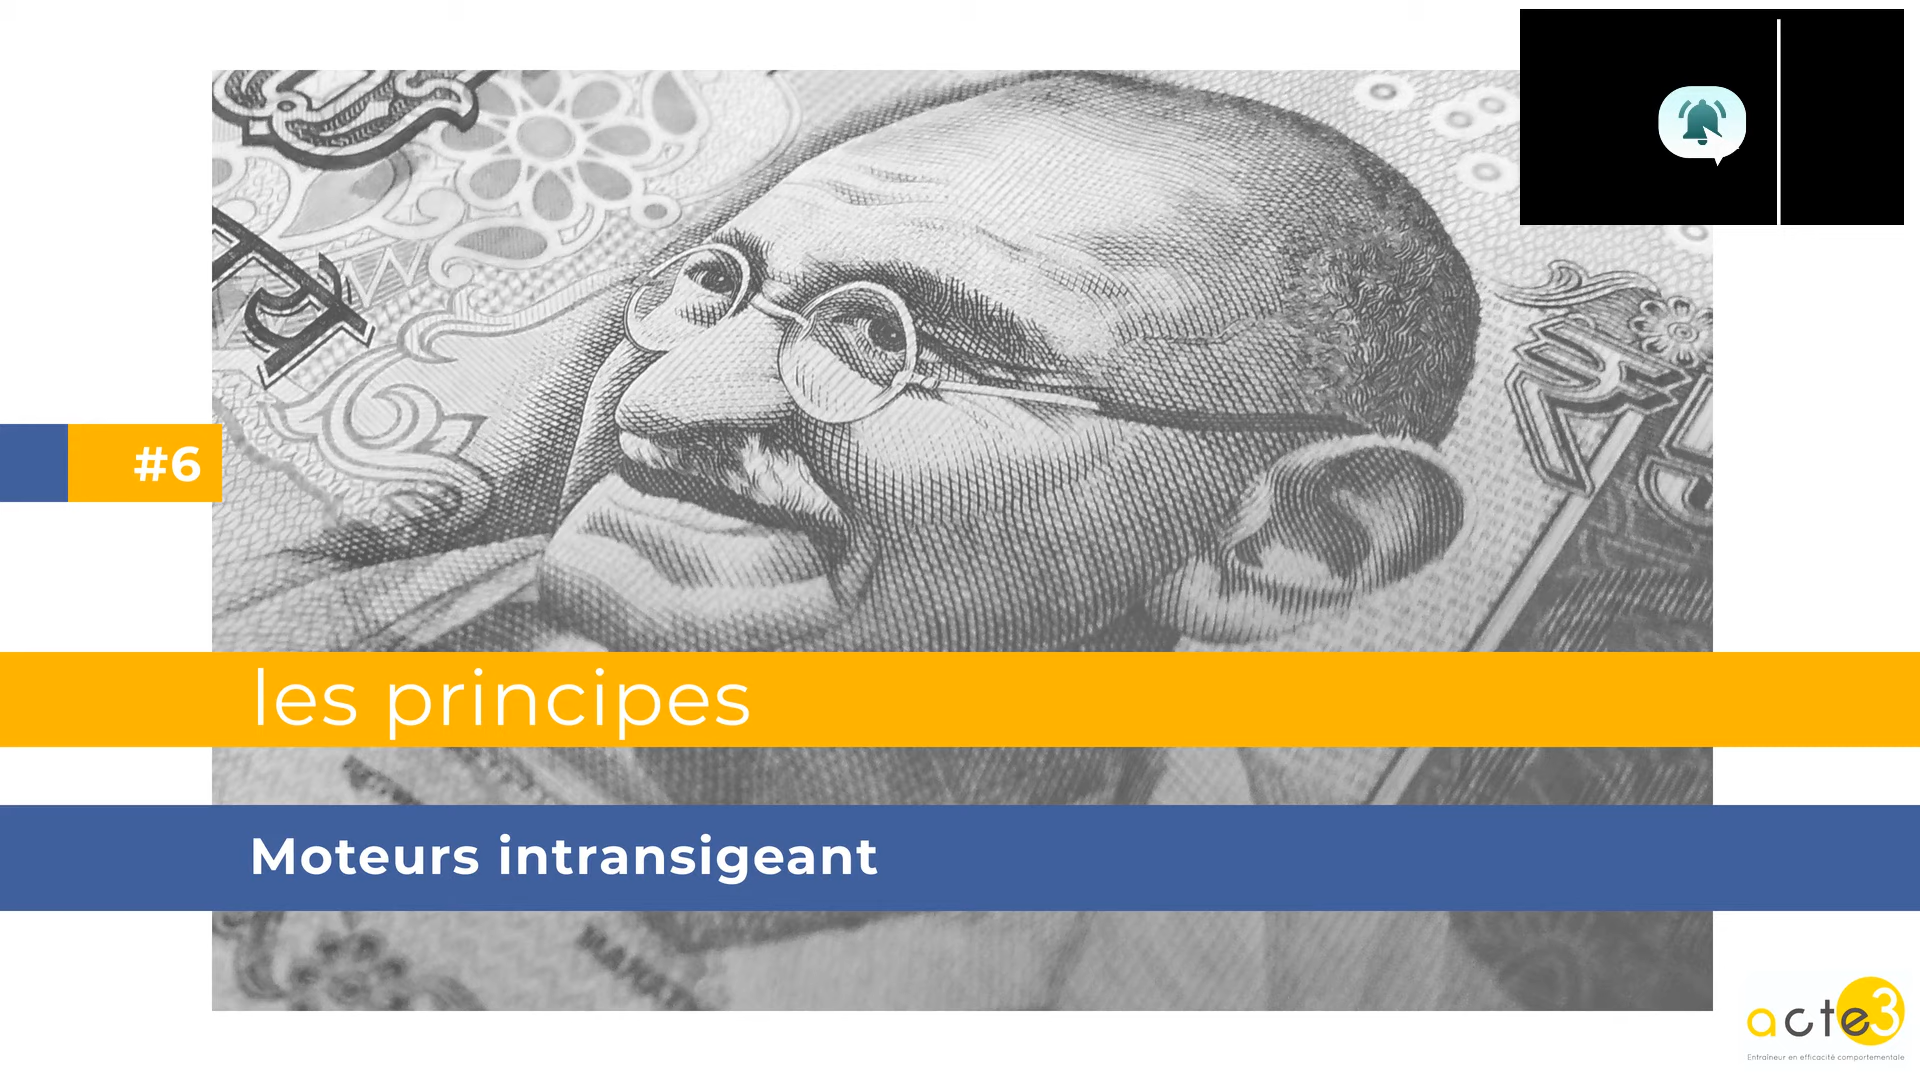 #6
les principes
Moteurs intransigeant
acte3
Entraîneur en efficacité comportementale